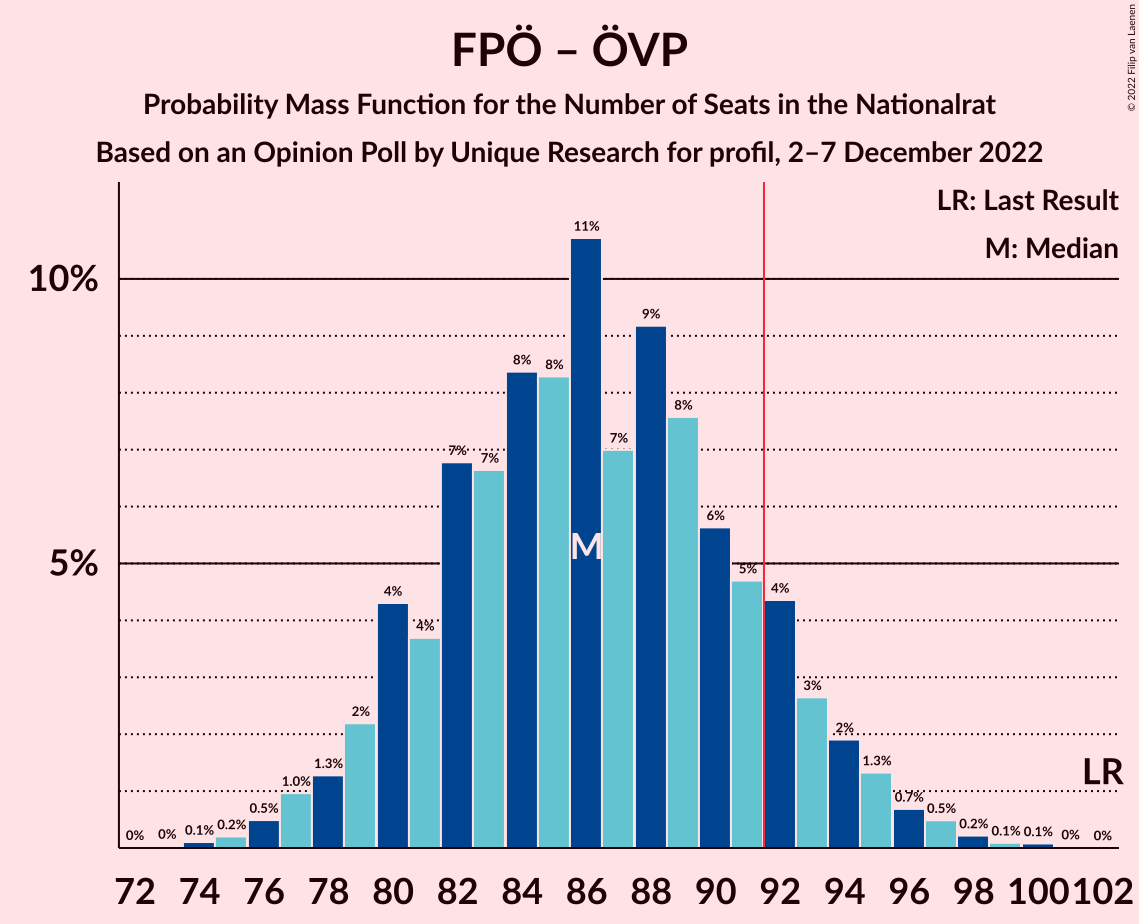 FPÖ – ÖVP
Probability Mass Function for the Number of Seats in the Nationalrat
Based on an Opinion Poll by Unique Research for profil, 2–7 December 2022
© 2022 Filip van Laenen
LR: Last Result
M: Median
10%
5%
0% 0% 0.1% 0.2% 0.5% 1.0% 1.3% 2% 4% 4% 7% 7% 8% 8% 11% 7% 9% 8% 6% 5% 4% 3% 2% 1.3% 0.7% 0.5% 0.2% 0.1% 0.1% 0% 0%
M
LR
72 74 76 78 80 82 84 86 88 90 92 94 96 98 100 102